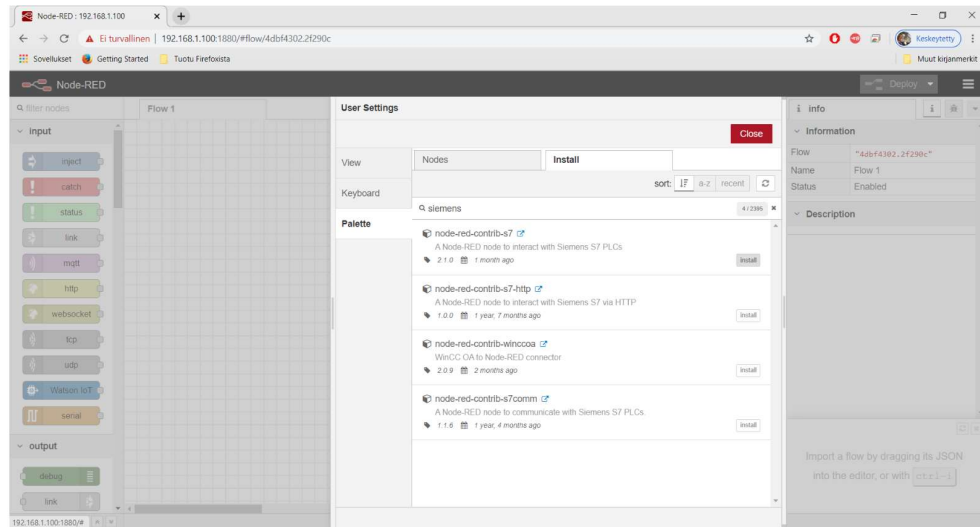 Node-RED : 192.168.1.100
Ei turvallinen | 192.168.1.100:1880/#flow/4dbf4302.2f290c
Keskeytetty
Sovellukset Getting Started Tuotu Firefoxista Muut kirjanmerkit
Node-RED Deploy
filter nodes
Flow 1
input
inject
catch
status
link
mqtt
http
websocket
tcp
udp
Watson IoT
serial
output
debug
link
192.168.1.100:1880/#
User Settings
Close
View
Keyboard
Palette
Nodes Install
sort: a-z recent
siemens 4 / 2395
node-red-contrib-s7
A Node-RED node to interact with Siemens S7 PLCs.
2.1.0 1 month ago install
node-red-contrib-s7-http
A Node-RED node to interact with Siemens S7 via HTTP
1.0.0 1 year, 7 months ago install
node-red-contrib-winccoa
WinCC OA to Node-RED connector
2.0.9 2 months ago install
node-red-contrib-s7comm
A Node-RED node to communicate with Siemens S7 PLCs.
1.1.6 1 year, 4 months ago install
info
Information
Flow "4dbf4302.2f290c"
Name Flow 1
Status Enabled
Description
Import a flow by dragging its JSON
into the editor, or with ctrl-i